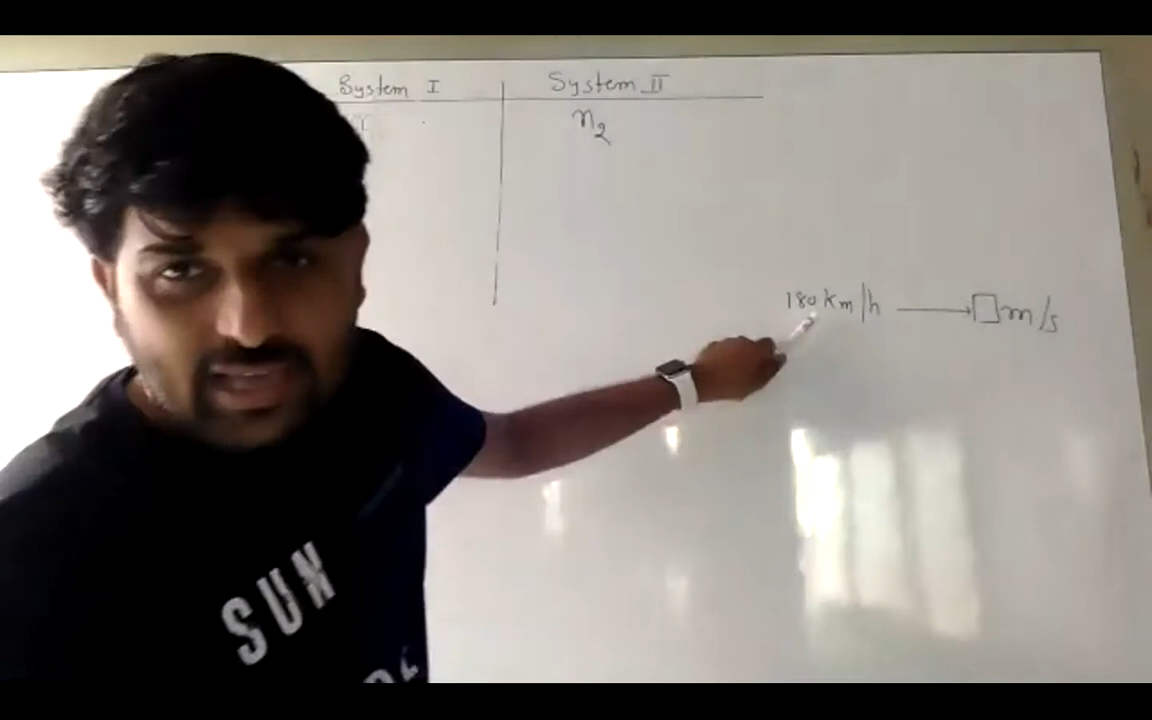 System I
System II
n2
180 km/h → □ m/s
SUN